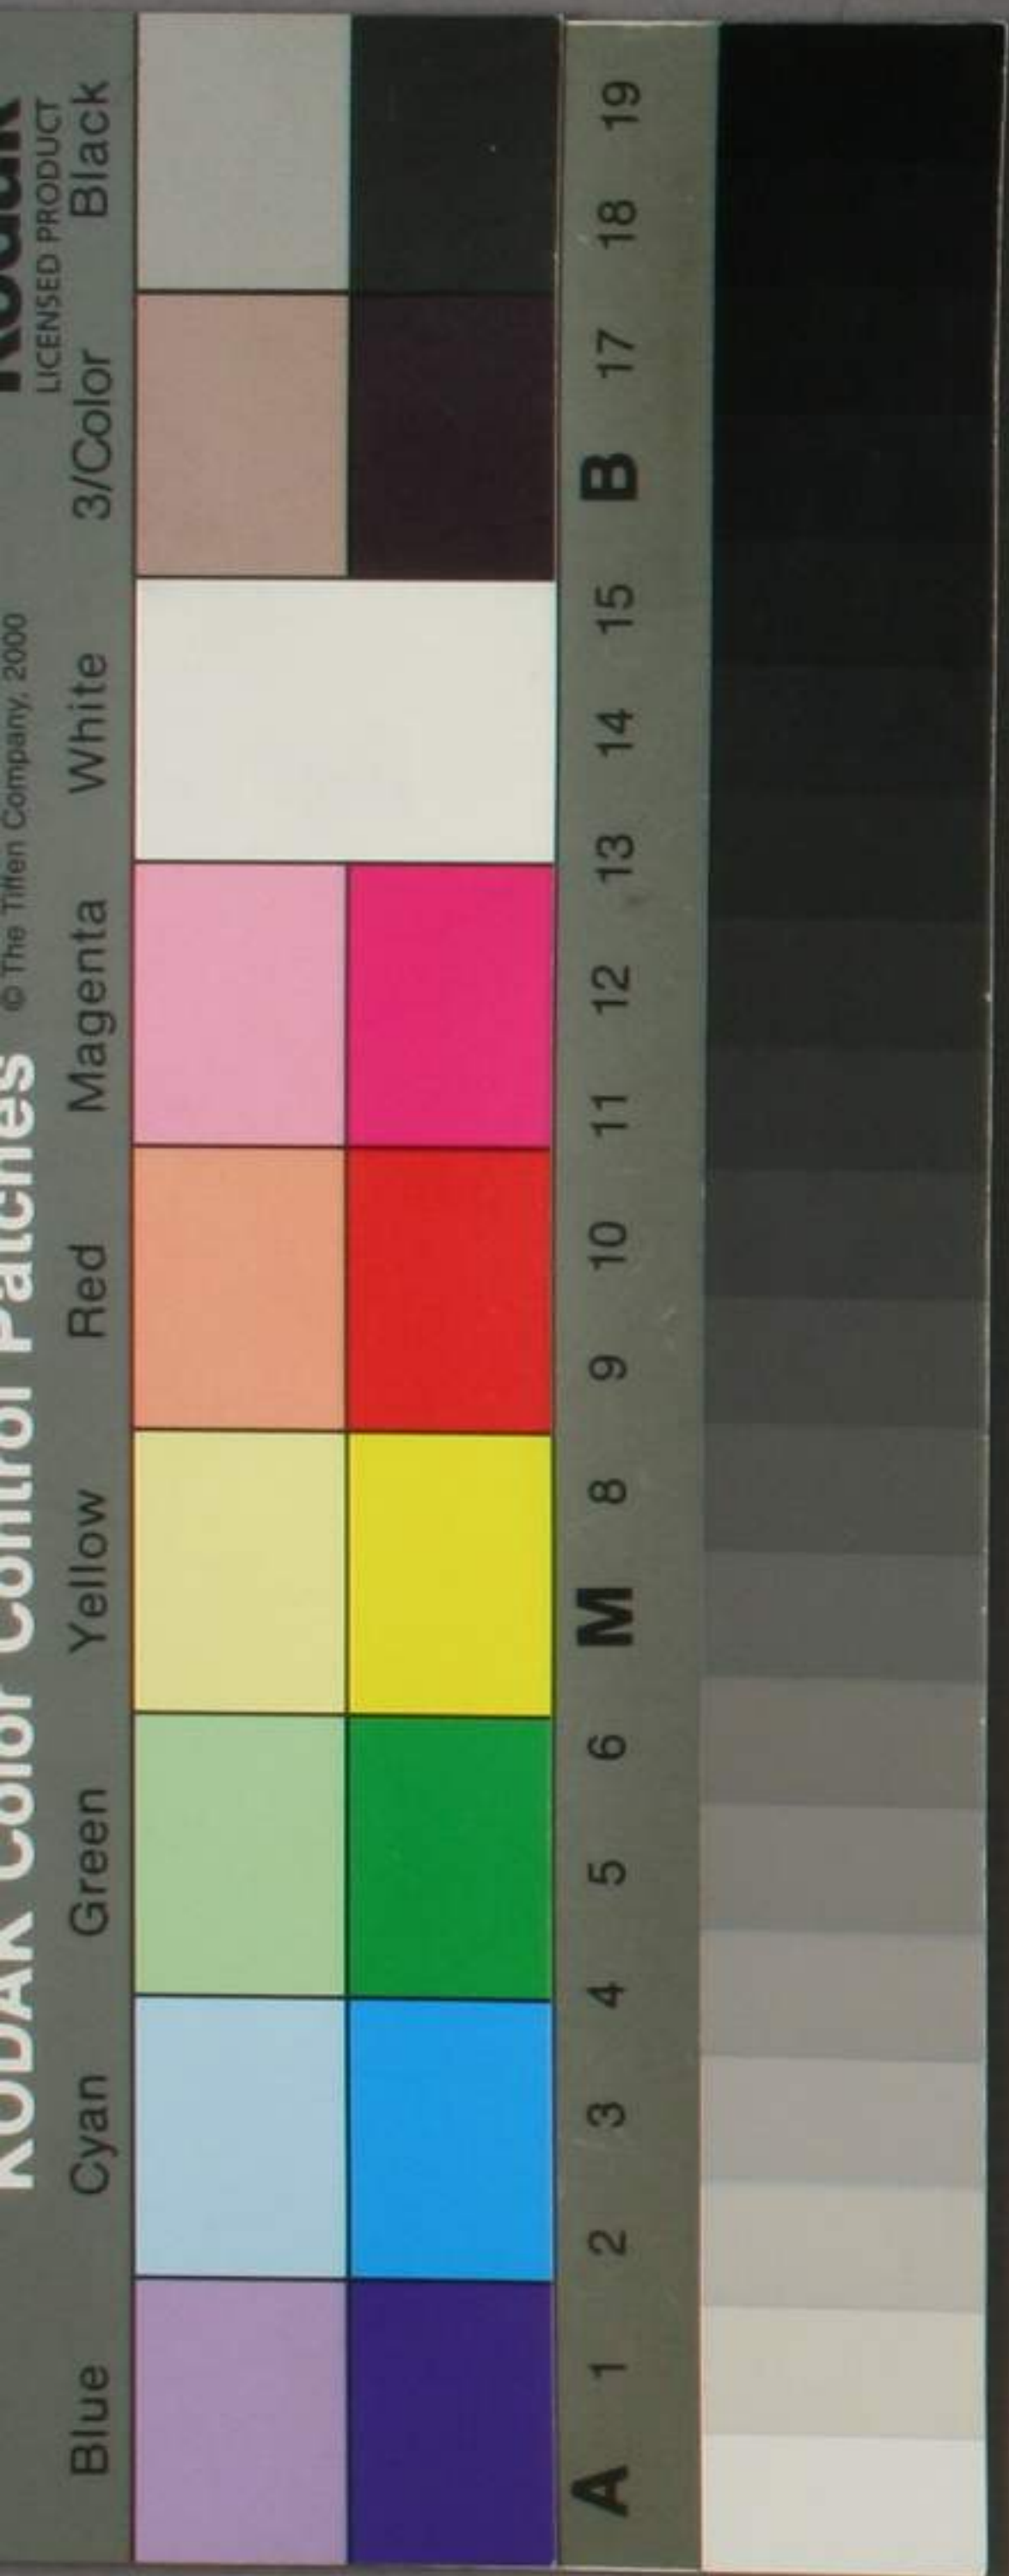 Kodak
LICENSED PRODUCT
KODAK Color Control Patches © The Tiffen Company, 2000
Blue Cyan Green Yellow Red Magenta White 3/Color Black
A 1 2 3 4 5 6 M 8 9 10 11 12 13 14 15 B 17 18 19